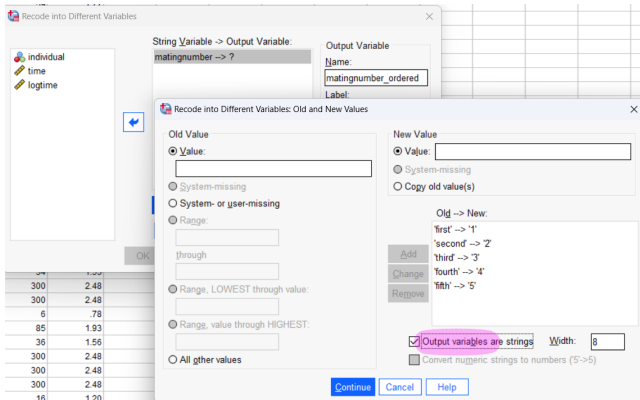 Recode into Different Variables
individual
time
logtime
String Variable -> Output Variable:
matingnumber --> ?
Output Variable
Name:
matingnumber_ordered
Label:
OK
Recode into Different Variables: Old and New Values
Old Value
Value:
System-missing
System- or user-missing
Range:
through
Range, LOWEST through value:
Range, value through HIGHEST:
All other values
New Value
Value:
System-missing
Copy old value(s)
Old --> New:
'first' --> '1'
'second' --> '2'
'third' --> '3'
'fourth' --> '4'
'fifth' --> '5'
Add
Change
Remove
Output variables are strings Width: 8
Convert numeric strings to numbers ('5'->5)
Continue Cancel Help
300 2.48
300 2.48
6 .78
85 1.93
36 1.56
300 2.48
300 2.48
300 2.48
16 1.20